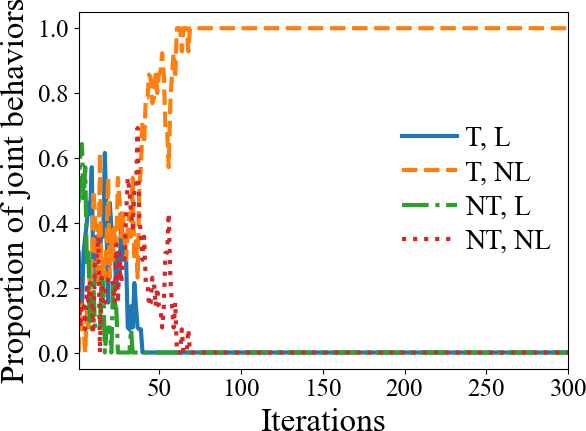 Proportion of joint behaviors
1.0
0.8
0.6
0.4
0.2
0.0
T, L
T, NL
NT, L
NT, NL
50
100
150
200
250
300
Iterations